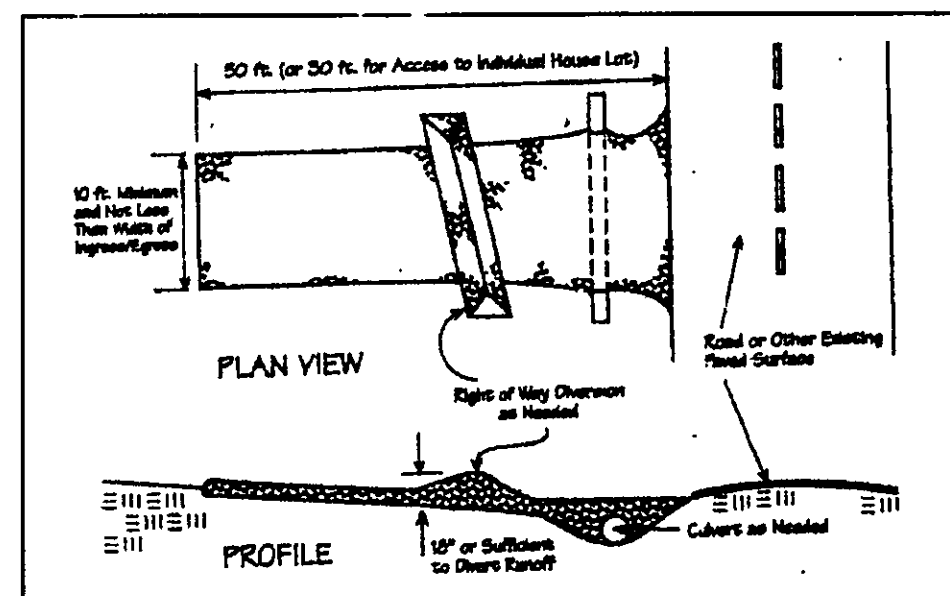 50 ft. (or 30 ft. for Access to Individual House Lot)
10 ft. Minimum
and Not Less
Than Width of
Ingress/Egress
PLAN VIEW
Right of Way Diversion
as Needed
Road or Other Existing
Paved Surface
18" or Sufficient
to Divert Runoff
Culvert as Needed
PROFILE